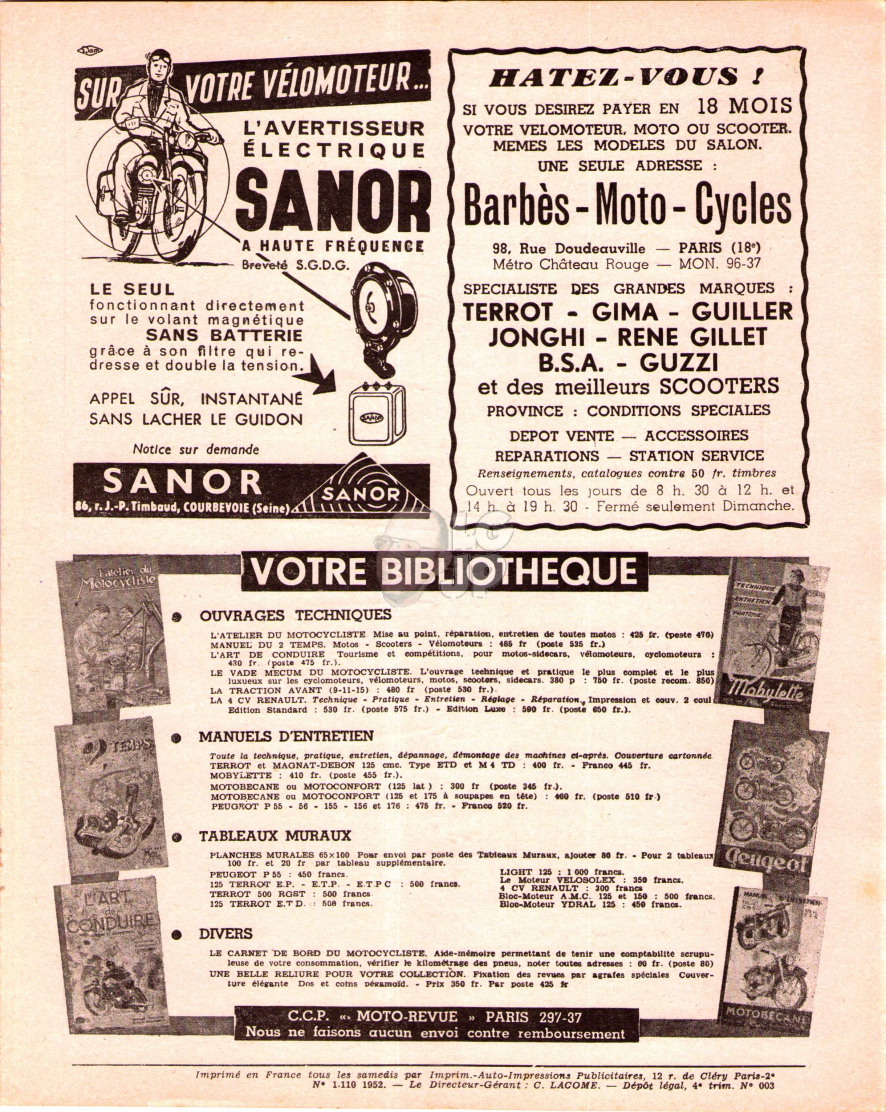 SUR VOTRE VÉLOMOTEUR...
L'AVERTISSEUR
ÉLECTRIQUE
SANOR
A HAUTE FRÉQUENCE
Breveté S.G.D.G.
LE SEUL
fonctionnant directement
sur le volant magnétique
SANS BATTERIE
grâce à son filtre qui re-
dresse et double la tension.
APPEL SÛR, INSTANTANÉ
SANS LACHER LE GUIDON
Notice sur demande
SANOR
SANOR
SANOR
86, r. J.-P. Timbaud, COURBEVOIE (Seine)
HATEZ-VOUS !
SI VOUS DESIREZ PAYER EN 18 MOIS
VOTRE VELOMOTEUR, MOTO OU SCOOTER.
MEMES LES MODELES DU SALON.
UNE SEULE ADRESSE :
Barbès - Moto - Cycles
98, Rue Doudeauville — PARIS (18e)
Métro Château Rouge — MON. 96-37
SPECIALISTE DES GRANDES MARQUES :
TERROT - GIMA - GUILLER
JONGHI - RENE GILLET
B.S.A. - GUZZI
et des meilleurs SCOOTERS
PROVINCE : CONDITIONS SPECIALES
DEPOT VENTE — ACCESSOIRES
REPARATIONS — STATION SERVICE
Renseignements, catalogues contre 50 fr. timbres
Ouvert tous les jours de 8 h. 30 à 12 h. et
14 h. à 19 h. 30 - Fermé seulement Dimanche.
VOTRE BIBLIOTHEQUE
L'atelier du
Motocycliste
2 TEMPS
L'ART
de
CONDUIRE
TECHNIQUE
ENTRETIEN
PRATIQUE
Mobylette
Peugeot
MOTOBECANE
● OUVRAGES TECHNIQUES
L'ATELIER DU MOTOCYCLISTE. Mise au point, réparation, entretien de toutes motos : 425 fr. (poste 470)
MANUEL DU 2 TEMPS. Motos - Scooters - Vélomoteurs : 485 fr (poste 535 fr.)
L'ART DE CONDUIRE Tourisme et compétitions, pour motos-sidecars, vélomoteurs, cyclomoteurs :
430 fr. (poste 475 fr.).
LE VADE MECUM DU MOTOCYCLISTE. L'ouvrage technique et pratique le plus complet et le plus
luxueux sur les cyclomoteurs, vélomoteurs, motos, scooters, sidecars. 380 p : 750 fr. (poste recom. 850)
LA TRACTION AVANT (9-11-15) : 480 fr (poste 530 fr.)
LA 4 CV RENAULT. Technique - Pratique - Entretien - Réglage - Réparation, Impression et couv. 2 coul
Edition Standard : 530 fr. (poste 575 fr.) - Edition Luxe : 590 fr. (poste 650 fr.).
● MANUELS D'ENTRETIEN
Toute la technique, pratique, entretien, dépannage, démontage des machines ci-après. Couverture cartonnée
TERROT et MAGNAT-DEBON 125 cmc. Type ETD et M 4 TD : 400 fr. - Franco 445 fr.
MOBYLETTE : 410 fr. (poste 455 fr.).
MOTOBECANE ou MOTOCONFORT (125 lat) : 300 fr (poste 345 fr.).
MOTOBECANE ou MOTOCONFORT (125 et 175 à soupapes en tête) : 460 fr. (poste 510 fr)
PEUGEOT P 55 - 56 - 155 - 156 et 176 : 475 fr. - Franco 520 fr.
● TABLEAUX MURAUX
PLANCHES MURALES 65×100 Pour envoi par poste des Tableaux Muraux, ajouter 80 fr. - Pour 2 tableaux
100 fr. et 20 fr par tableau supplémentaire.
PEUGEOT P 55 : 450 francs.
125 TERROT E.P. - E.T.P. - E.T.P C : 500 francs.
TERROT 500 RGST : 500 francs
125 TERROT E.T D. : 500 francs.
LIGHT 125 : 1 000 francs.
Le Moteur VELOSOLEX : 350 francs.
4 CV RENAULT : 300 francs
Bloc-Moteur A.M.C. 125 et 150 : 500 francs.
Bloc-Moteur YDRAL 125 : 450 francs.
● DIVERS
LE CARNET DE BORD DU MOTOCYCLISTE. Aide-mémoire permettant de tenir une comptabilité scrupu-
leuse de votre consommation, vérifier le kilométrage des pneus, noter toutes adresses : 60 fr. (poste 80)
UNE BELLE RELIURE POUR VOTRE COLLECTION. Fixation des revues par agrafes spéciales Couver-
ture élégante Dos et coins pégamoïd. - Prix 350 fr. Par poste 425 fr
C.C.P. « MOTO-REVUE » PARIS 297-37
Nous ne faisons aucun envoi contre remboursement
Imprimé en France tous les samedis par Imprim.-Auto-Impressions Publicitaires, 12 r. de Cléry Paris-2e
N° 1.110 1952. — Le Directeur-Gérant : C. LACOME. — Dépôt légal, 4e trim. N° 003